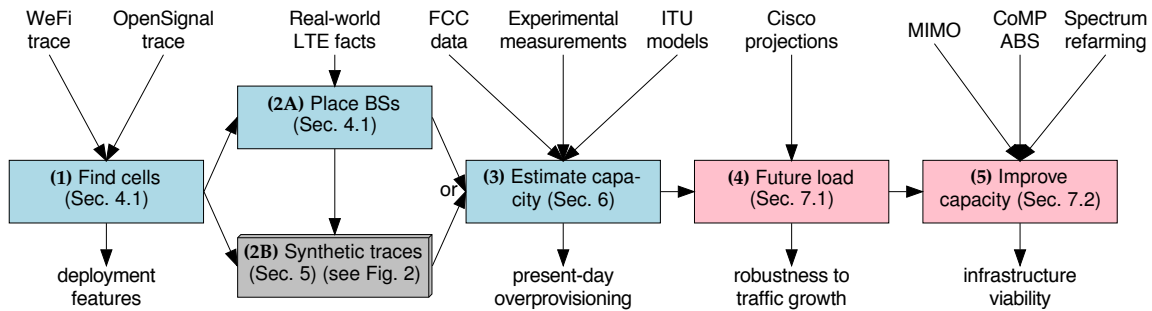 WeFi
trace
OpenSignal
trace
Real-world
LTE facts
FCC
data
Experimental
measurements
ITU
models
Cisco
projections
MIMO
CoMP
ABS
Spectrum
refarming
(1) Find cells
(Sec. 4.1)
(2A) Place BSs
(Sec. 4.1)
(2B) Synthetic traces
(Sec. 5) (see Fig. 2)
or
(3) Estimate capa-
city (Sec. 6)
(4) Future load
(Sec. 7.1)
(5) Improve
capacity (Sec. 7.2)
deployment
features
present-day
overprovisioning
robustness to
traffic growth
infrastructure
viability